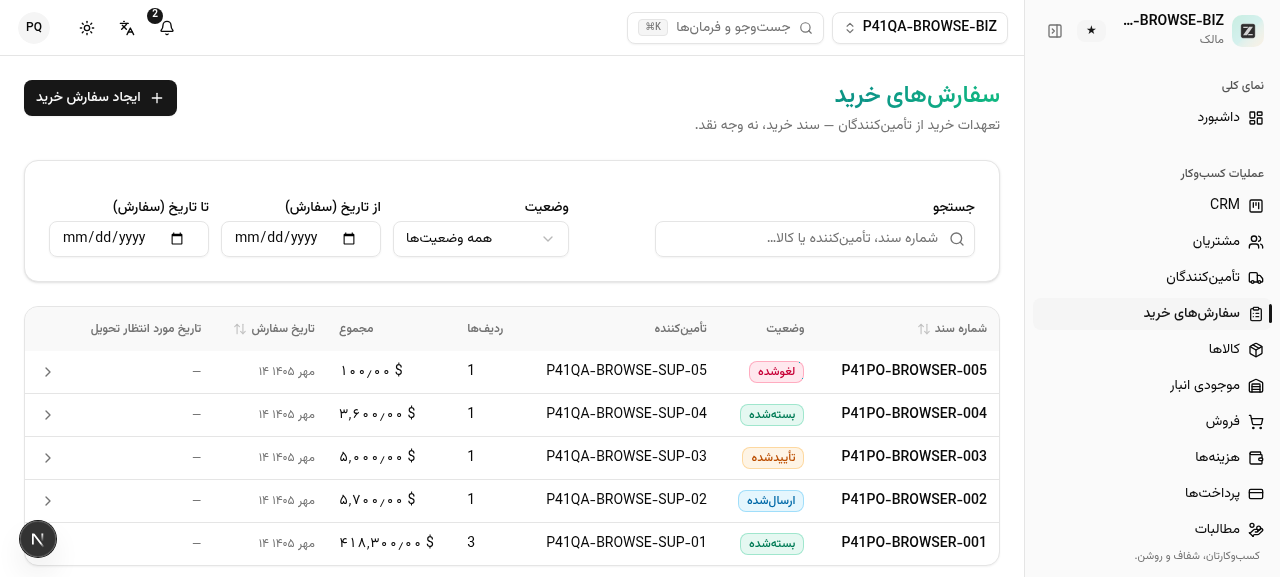 P41QA-BROWSE-BIZ
جست‌وجو و فرمان‌ها
⌘K
2
PQ
...-BROWSE-BIZ
مالک
★
نمای کلی
داشبورد
عملیات کسب‌وکار
CRM
مشتریان
تأمین‌کنندگان
سفارش‌های خرید
کالاها
موجودی انبار
فروش
هزینه‌ها
پرداخت‌ها
مطالبات
کسب‌وکارتان، شفاف و روشن.
سفارش‌های خرید
تعهدات خرید از تأمین‌کنندگان — سند خرید، نه وجه نقد.
ایجاد سفارش خرید
جستجو
شماره سند، تأمین‌کننده یا کالا...
وضعیت
همه وضعیت‌ها
از تاریخ (سفارش)
mm/dd/yyyy
تا تاریخ (سفارش)
mm/dd/yyyy
شماره سند وضعیت تأمین‌کننده ردیف‌ها مجموع تاریخ سفارش تاریخ مورد انتظار تحویل
P41PO-BROWSER-005 لغوشده P41QA-BROWSE-SUP-05 1 ۱۰۰٫۰۰ $ ۱۴ مهر ۱۴۰۵ —
P41PO-BROWSER-004 بسته‌شده P41QA-BROWSE-SUP-04 1 ۳٬۶۰۰٫۰۰ $ ۱۴ مهر ۱۴۰۵ —
P41PO-BROWSER-003 تأییدشده P41QA-BROWSE-SUP-03 1 ۵٬۰۰۰٫۰۰ $ ۱۴ مهر ۱۴۰۵ —
P41PO-BROWSER-002 ارسال‌شده P41QA-BROWSE-SUP-02 1 ۵٬۷۰۰٫۰۰ $ ۱۴ مهر ۱۴۰۵ —
P41PO-BROWSER-001 بسته‌شده P41QA-BROWSE-SUP-01 3 ۴۱۸٬۳۰۰٫۰۰ $ ۱۴ مهر ۱۴۰۵ —
N